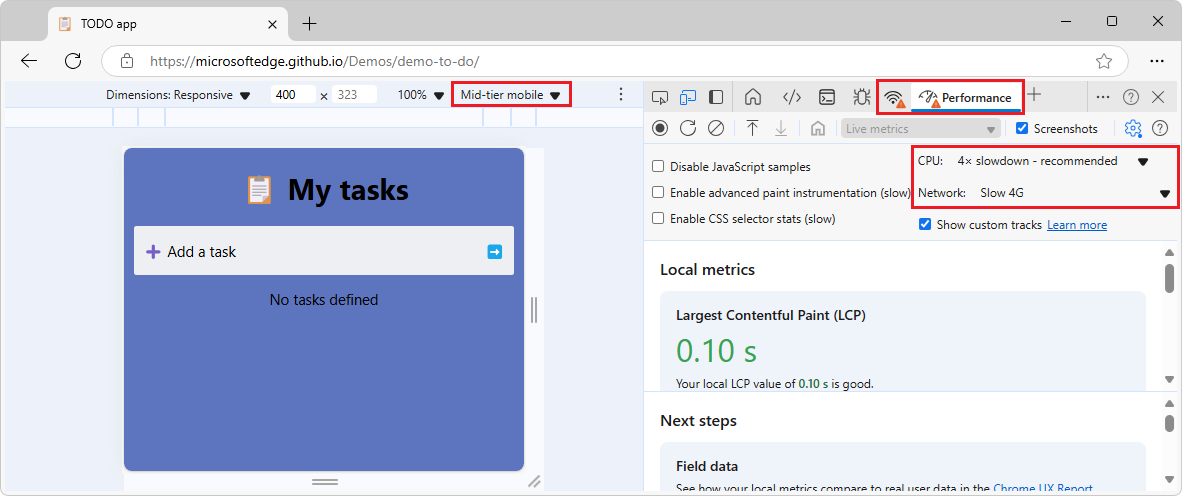 TODO app
https://microsoftedge.github.io/Demos/demo-to-do/
Dimensions: Responsive 400 × 323 100% Mid-tier mobile
Performance
Live metrics Screenshots
Disable JavaScript samples
Enable advanced paint instrumentation (slow)
Enable CSS selector stats (slow)
CPU: 4× slowdown - recommended
Network: Slow 4G
Show custom tracks Learn more
My tasks
Add a task
No tasks defined
Local metrics
Largest Contentful Paint (LCP)
0.10 s
Your local LCP value of 0.10 s is good.
Next steps
Field data
See how your local metrics compare to real user data in the Chrome UX Report